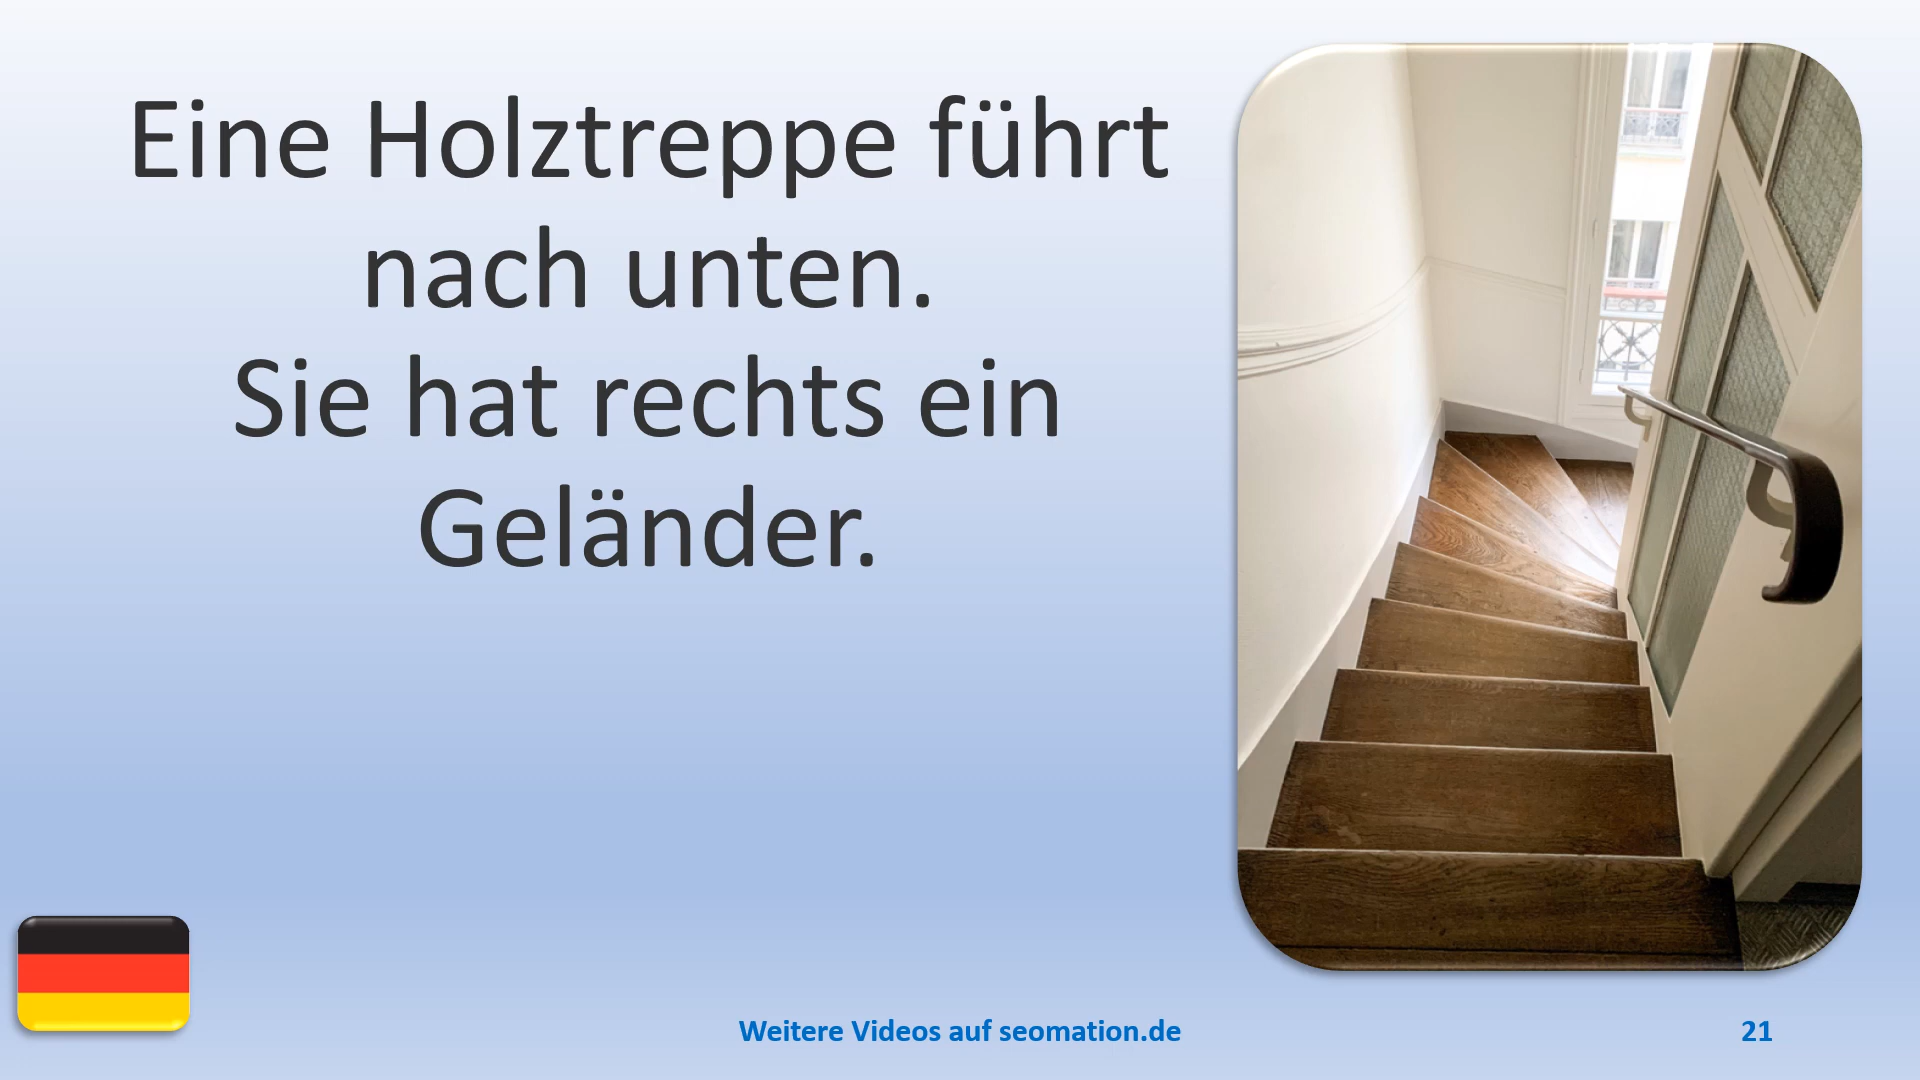 Eine Holztreppe führt
nach unten.
Sie hat rechts ein
Geländer.
Weitere Videos auf seomation.de
21